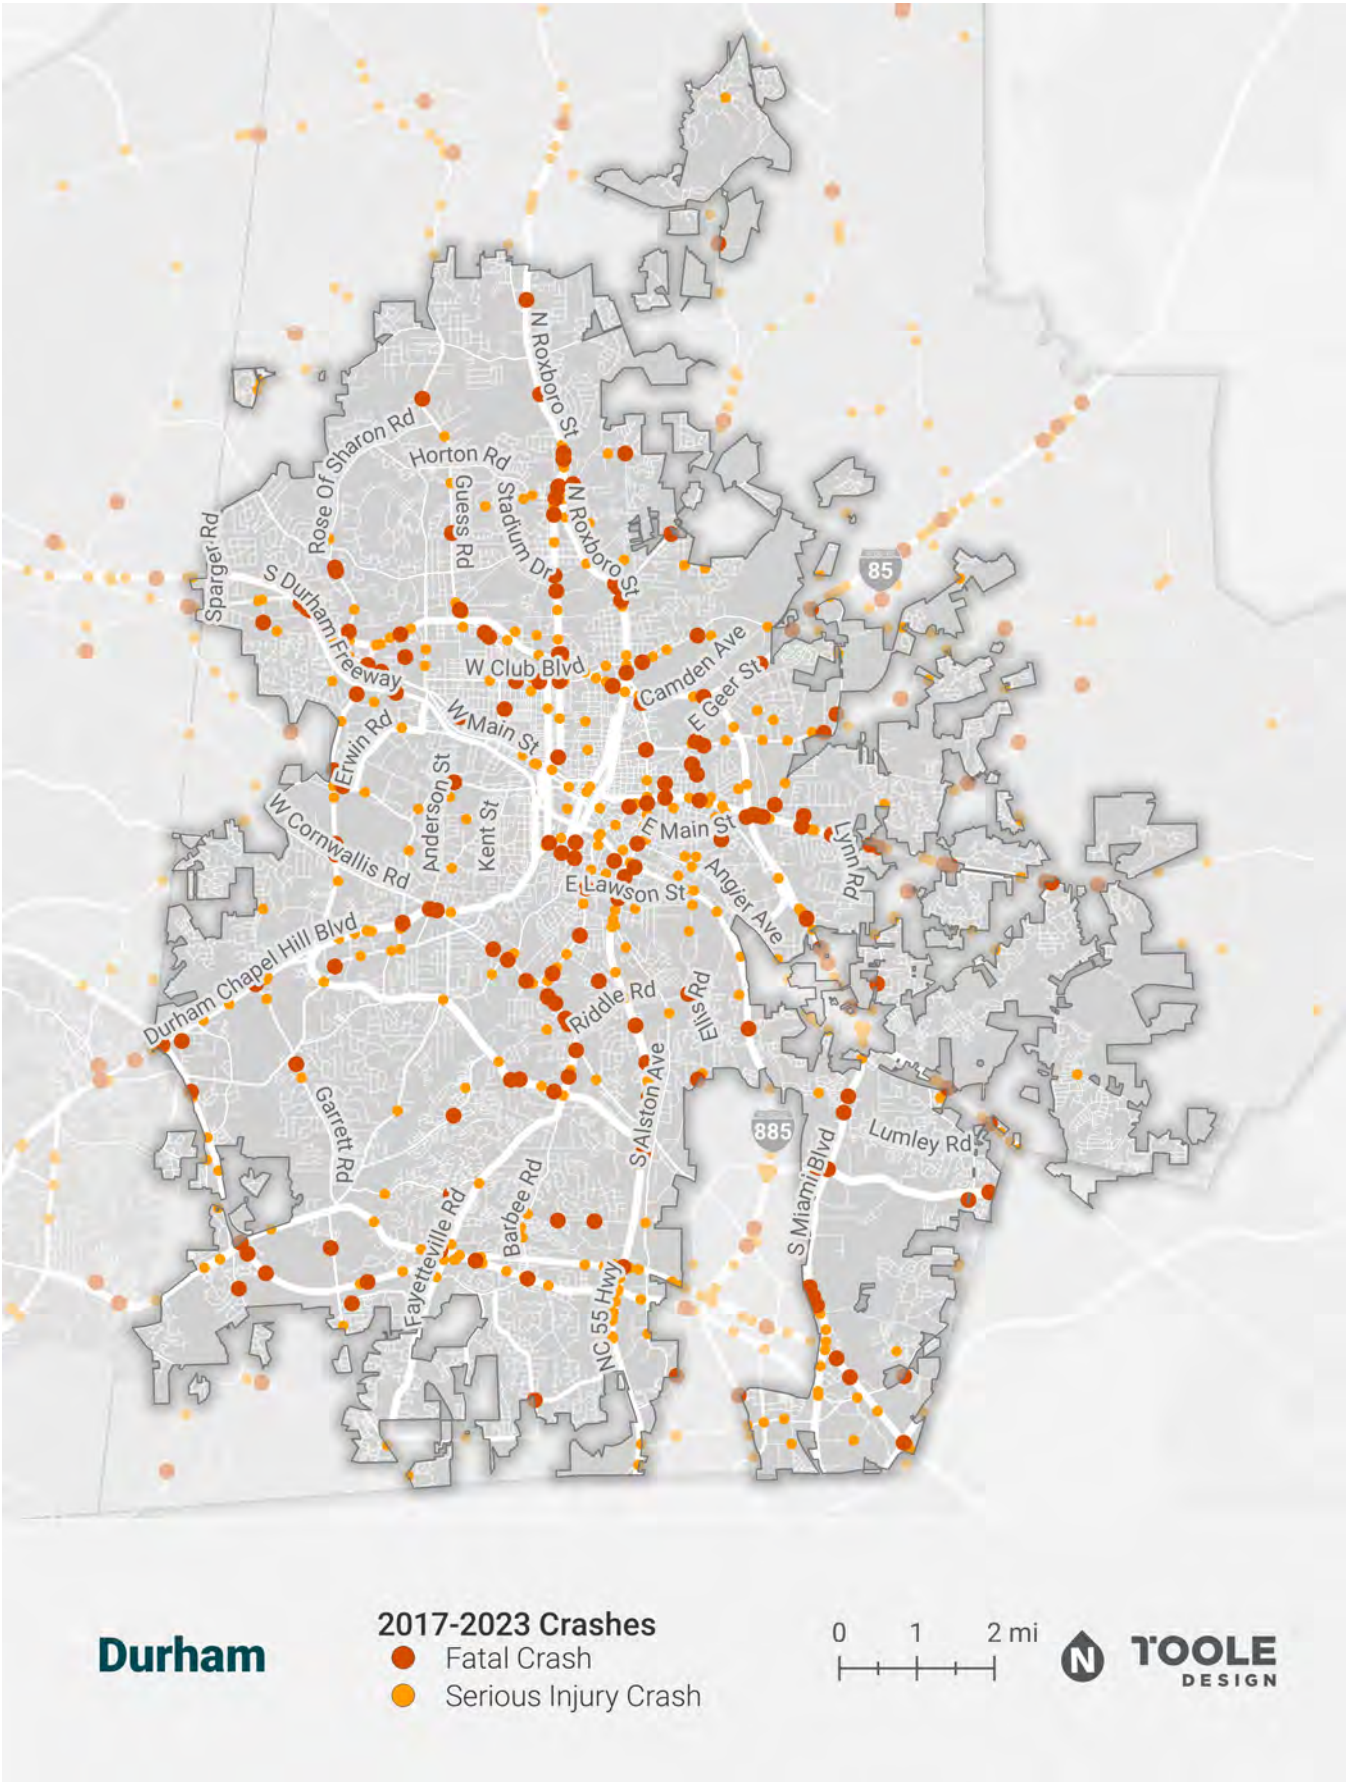 N Roxboro St
Rose Of Sharon Rd
Horton Rd
Guess Rd
Stadium Dr
N Roxboro St
Sparger Rd
85
S Durham Freeway
W Club Blvd
Camden Ave
E Geer St
Erwin Rd
W Main St
Anderson St
Kent St
W Cornwallis Rd
E Main St
Lynn Rd
Angier Ave
E Lawson St
Durham Chapel Hill Blvd
Riddle Rd
Ellis Rd
S Alston Ave
Garrett Rd
885
Lumley Rd
S Miami Blvd
Barbee Rd
Fayetteville Rd
NC 55 Hwy
Durham
2017-2023 Crashes
Fatal Crash
Serious Injury Crash
0 1 2 mi
N
TOOLE
DESIGN